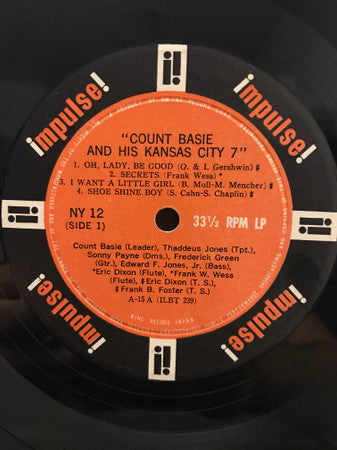 impulse!
"COUNT BASIE
AND HIS KANSAS CITY 7"
1. OH, LADY, BE GOOD (G. & I. Gershwin) $
2. SECRETS (Frank Wess) *
3. I WANT A LITTLE GIRL (B. Moll-M. Mencher) $
4. SHOE SHINE BOY (S. Cahn-S. Chaplin) $
NY 12
33⅓ RPM LP
(SIDE 1)
Count Basie (Leader), Thaddeus Jones (Tpt.),
Sonny Payne (Dms.), Frederick Green
(Gtr.), Edward F. Jones, Jr. (Bass),
*Eric Dixon (Flute), *Frank W. Wess
(Flute), $Eric Dixon (T. S.),
$Frank B. Foster (T. S.)
A-15 A (ILBT 239)
KING RECORD JAPAN
impulse!
impulse!
impulse!